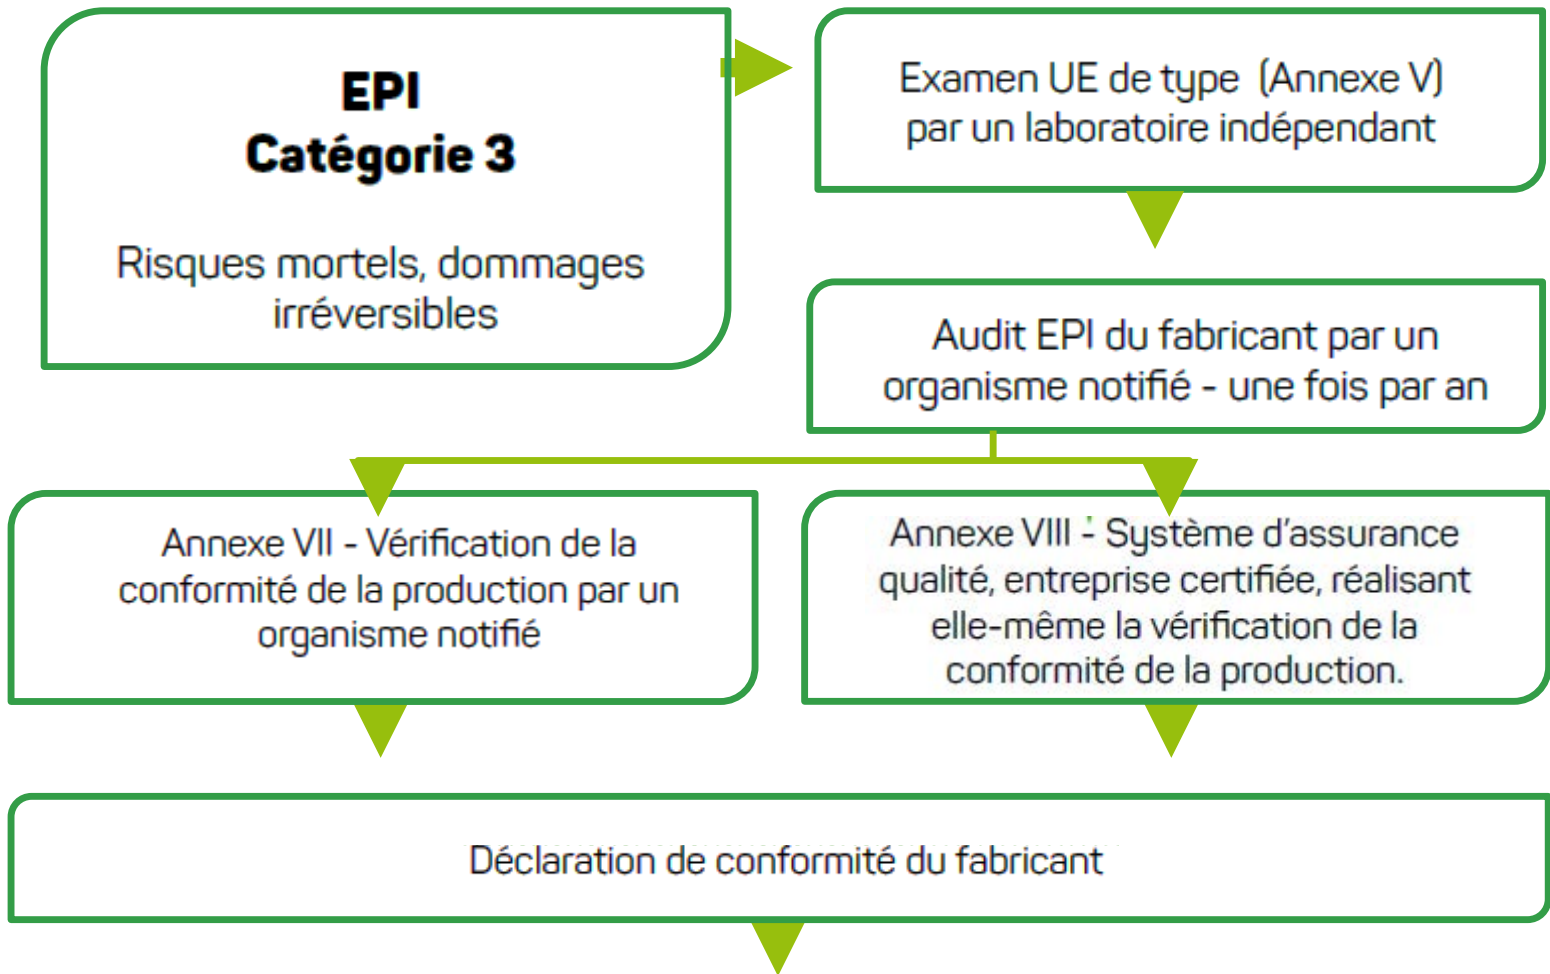 EPI
Catégorie 3
Risques mortels, dommages
irréversibles
Examen UE de type (Annexe V)
par un laboratoire indépendant
Audit EPI du fabricant par un
organisme notifié - une fois par an
Annexe VII - Vérification de la
conformité de la production par un
organisme notifié
Annexe VIII - Système d'assurance
qualité, entreprise certifiée, réalisant
elle-même la vérification de la
conformité de la production.
Déclaration de conformité du fabricant